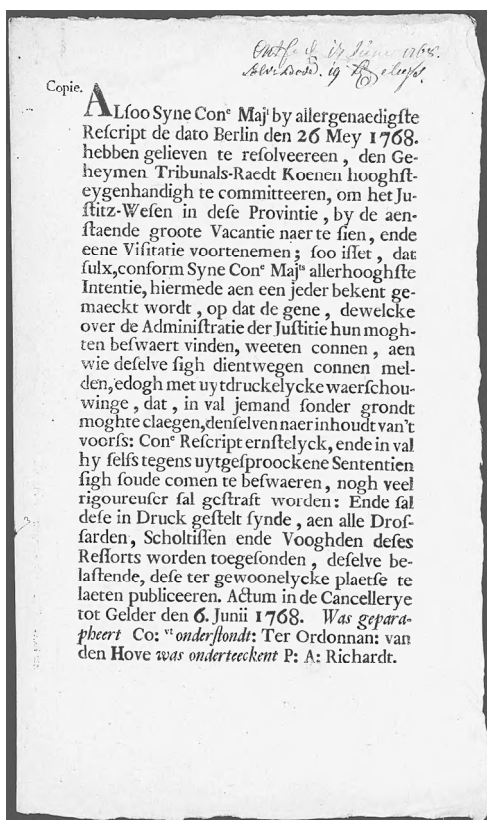 17 Junii 1768.
Copie.
ALſoo Syne Conᵉ Majᵗ by allergenaedigſte
Reſcript de dato Berlin den 26 Mey 1768.
hebben gelieven te reſolveereen, den Ge-
heymen Tribunals-Raedt Koenen hooghſt-
eygenhandigh te committeeren, om het Ju-
ſtitz-Weſen in deſe Provintie, by de aen-
ſtaende groote Vacantie naer te ſien, ende
eene Viſitatie voortenemen; ſoo iſſet, dat
ſulx, conform Syne Conᵉ Majᵗˢ allerhooghſte
Intentie, hiermede aen een jeder bekent ge-
maeckt wordt, op dat de gene, dewelcke
over de Adminiſtratie der Juſtitie hun mogh-
ten beſwaert vinden, weeten connen, aen
wie deſelve ſigh dientwegen connen mel-
den, edogh met uytdruckelycke waerſchou-
winge, dat, in val jemand ſonder grondt
moghte claegen, denſelven naer inhoudt van't
voorſs: Conᵉ Reſcript ernſtelyck, ende in val
hy ſelfs tegens uytgeſproockene Sententien
ſigh ſoude comen te beſwaeren, nogh veel
rigoureuſer ſal geſtraft worden: Ende ſal
deſe in Druck geſtelt ſynde, aen alle Droſ-
ſarden, Scholtiſſen ende Vooghden deſes
Reſſorts worden toegeſonden, deſelve be-
laſtende, deſe ter gewoonelycke plaetſe te
laeten publiceeren. Actum in de Cancellerye
tot Gelder den 6. Junii 1768. Was gepara-
pheert Co: ᵛᵗ onderſtondt: Ter Ordonnan: van
den Hove was onderteeckent P: A: Richardt.